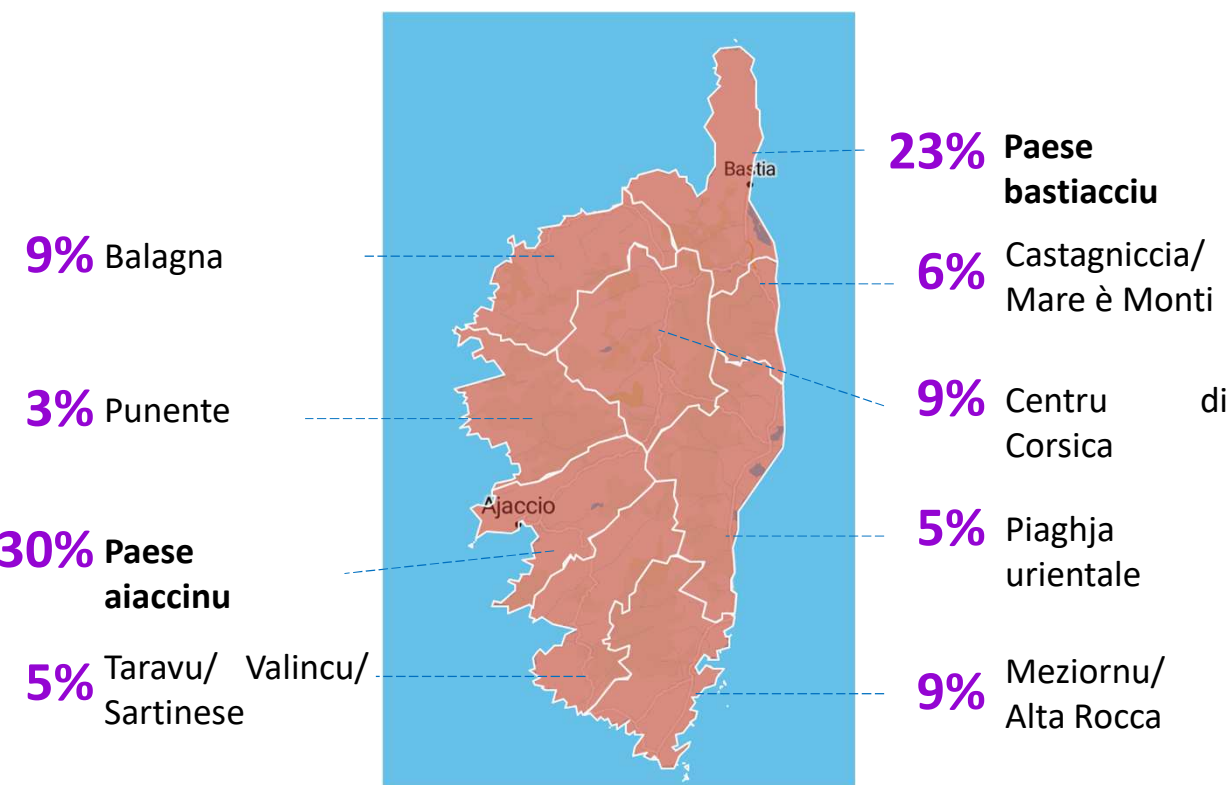 9% Balagna
3% Punente
30% Paese
aiaccinu
5% Taravu/ Valincu/
Sartinese
Bastia
Ajaccio
23% Paese
bastiacciu
6% Castagniccia/
Mare è Monti
9% Centru di
Corsica
5% Piaghja
urientale
9% Meziornu/
Alta Rocca